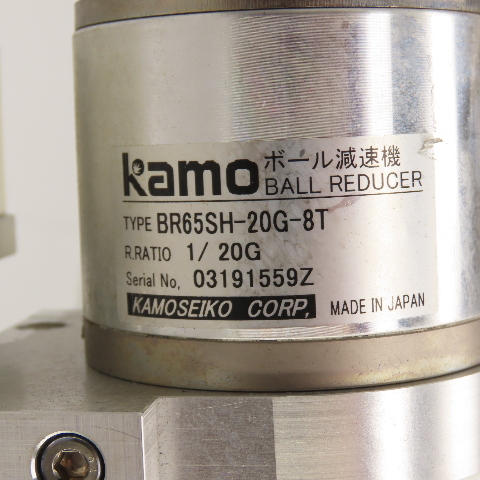 kamo ボール減速機
BALL REDUCER
TYPE BR65SH-20G-8T
R.RATIO 1/ 20G
Serial No, 03191559Z
KAMOSEIKO CORP, MADE IN JAPAN